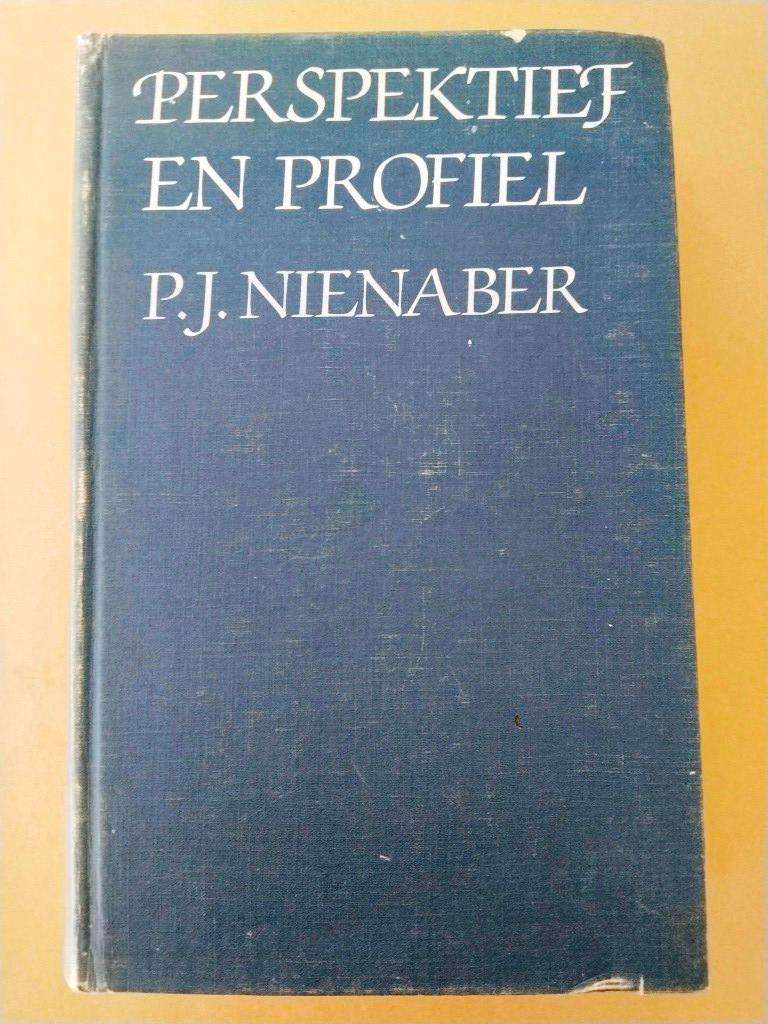 PERSPEKTIEF
EN PROFIEL
P.J. NIENABER